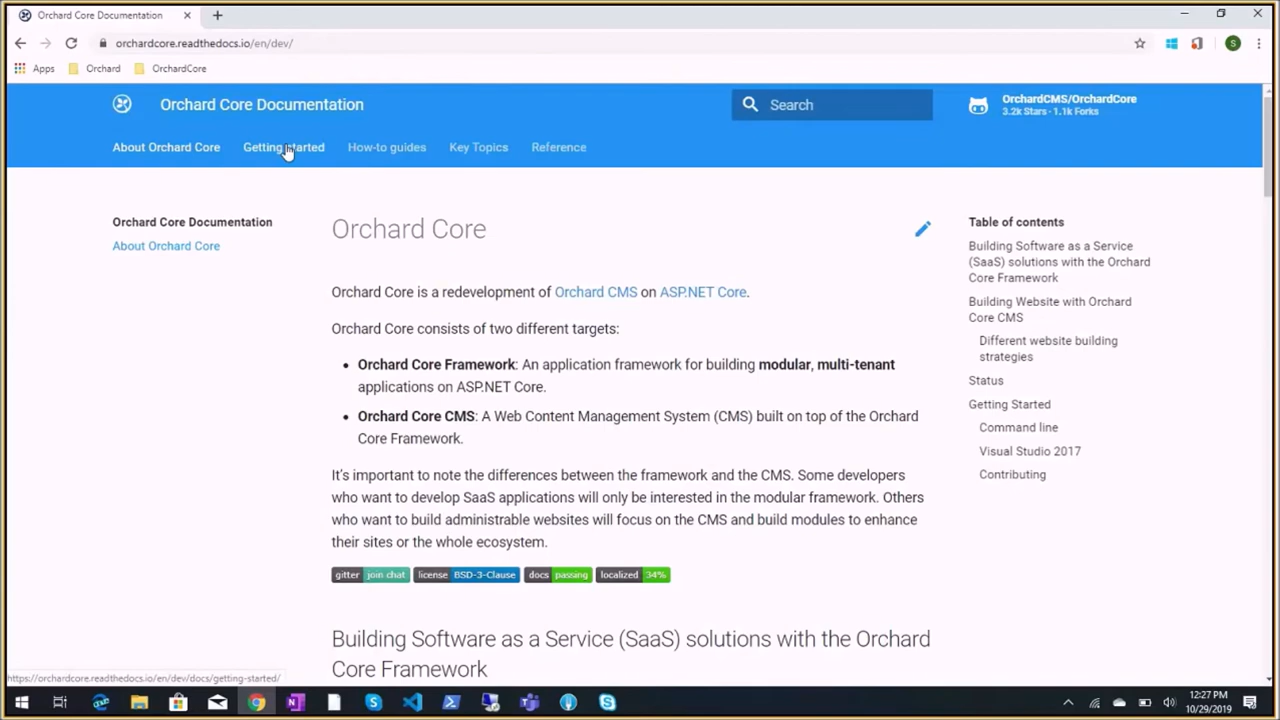 Orchard Core Documentation
orchardcore.readthedocs.io/en/dev/
S
Apps
Orchard
OrchardCore
Orchard Core Documentation
Search
OrchardCMS/OrchardCore
3.2k Stars · 1.1k Forks
About Orchard Core
Getting started
How-to guides
Key Topics
Reference
Orchard Core Documentation
About Orchard Core
Orchard Core
Orchard Core is a redevelopment of Orchard CMS on ASP.NET Core.
Orchard Core consists of two different targets:
Orchard Core Framework: An application framework for building modular, multi-tenant
applications on ASP.NET Core.
Orchard Core CMS: A Web Content Management System (CMS) built on top of the Orchard
Core Framework.
It's important to note the differences between the framework and the CMS. Some developers
who want to develop SaaS applications will only be interested in the modular framework. Others
who want to build administrable websites will focus on the CMS and build modules to enhance
their sites or the whole ecosystem.
gitter join chat license BSD-3-Clause docs passing localized 34%
Building Software as a Service (SaaS) solutions with the Orchard
Core Framework
Table of contents
Building Software as a Service
(SaaS) solutions with the Orchard
Core Framework
Building Website with Orchard
Core CMS
Different website building
strategies
Status
Getting Started
Command line
Visual Studio 2017
Contributing
https://orchardcore.readthedocs.io/en/dev/docs/getting-started/
12:27 PM
10/29/2019